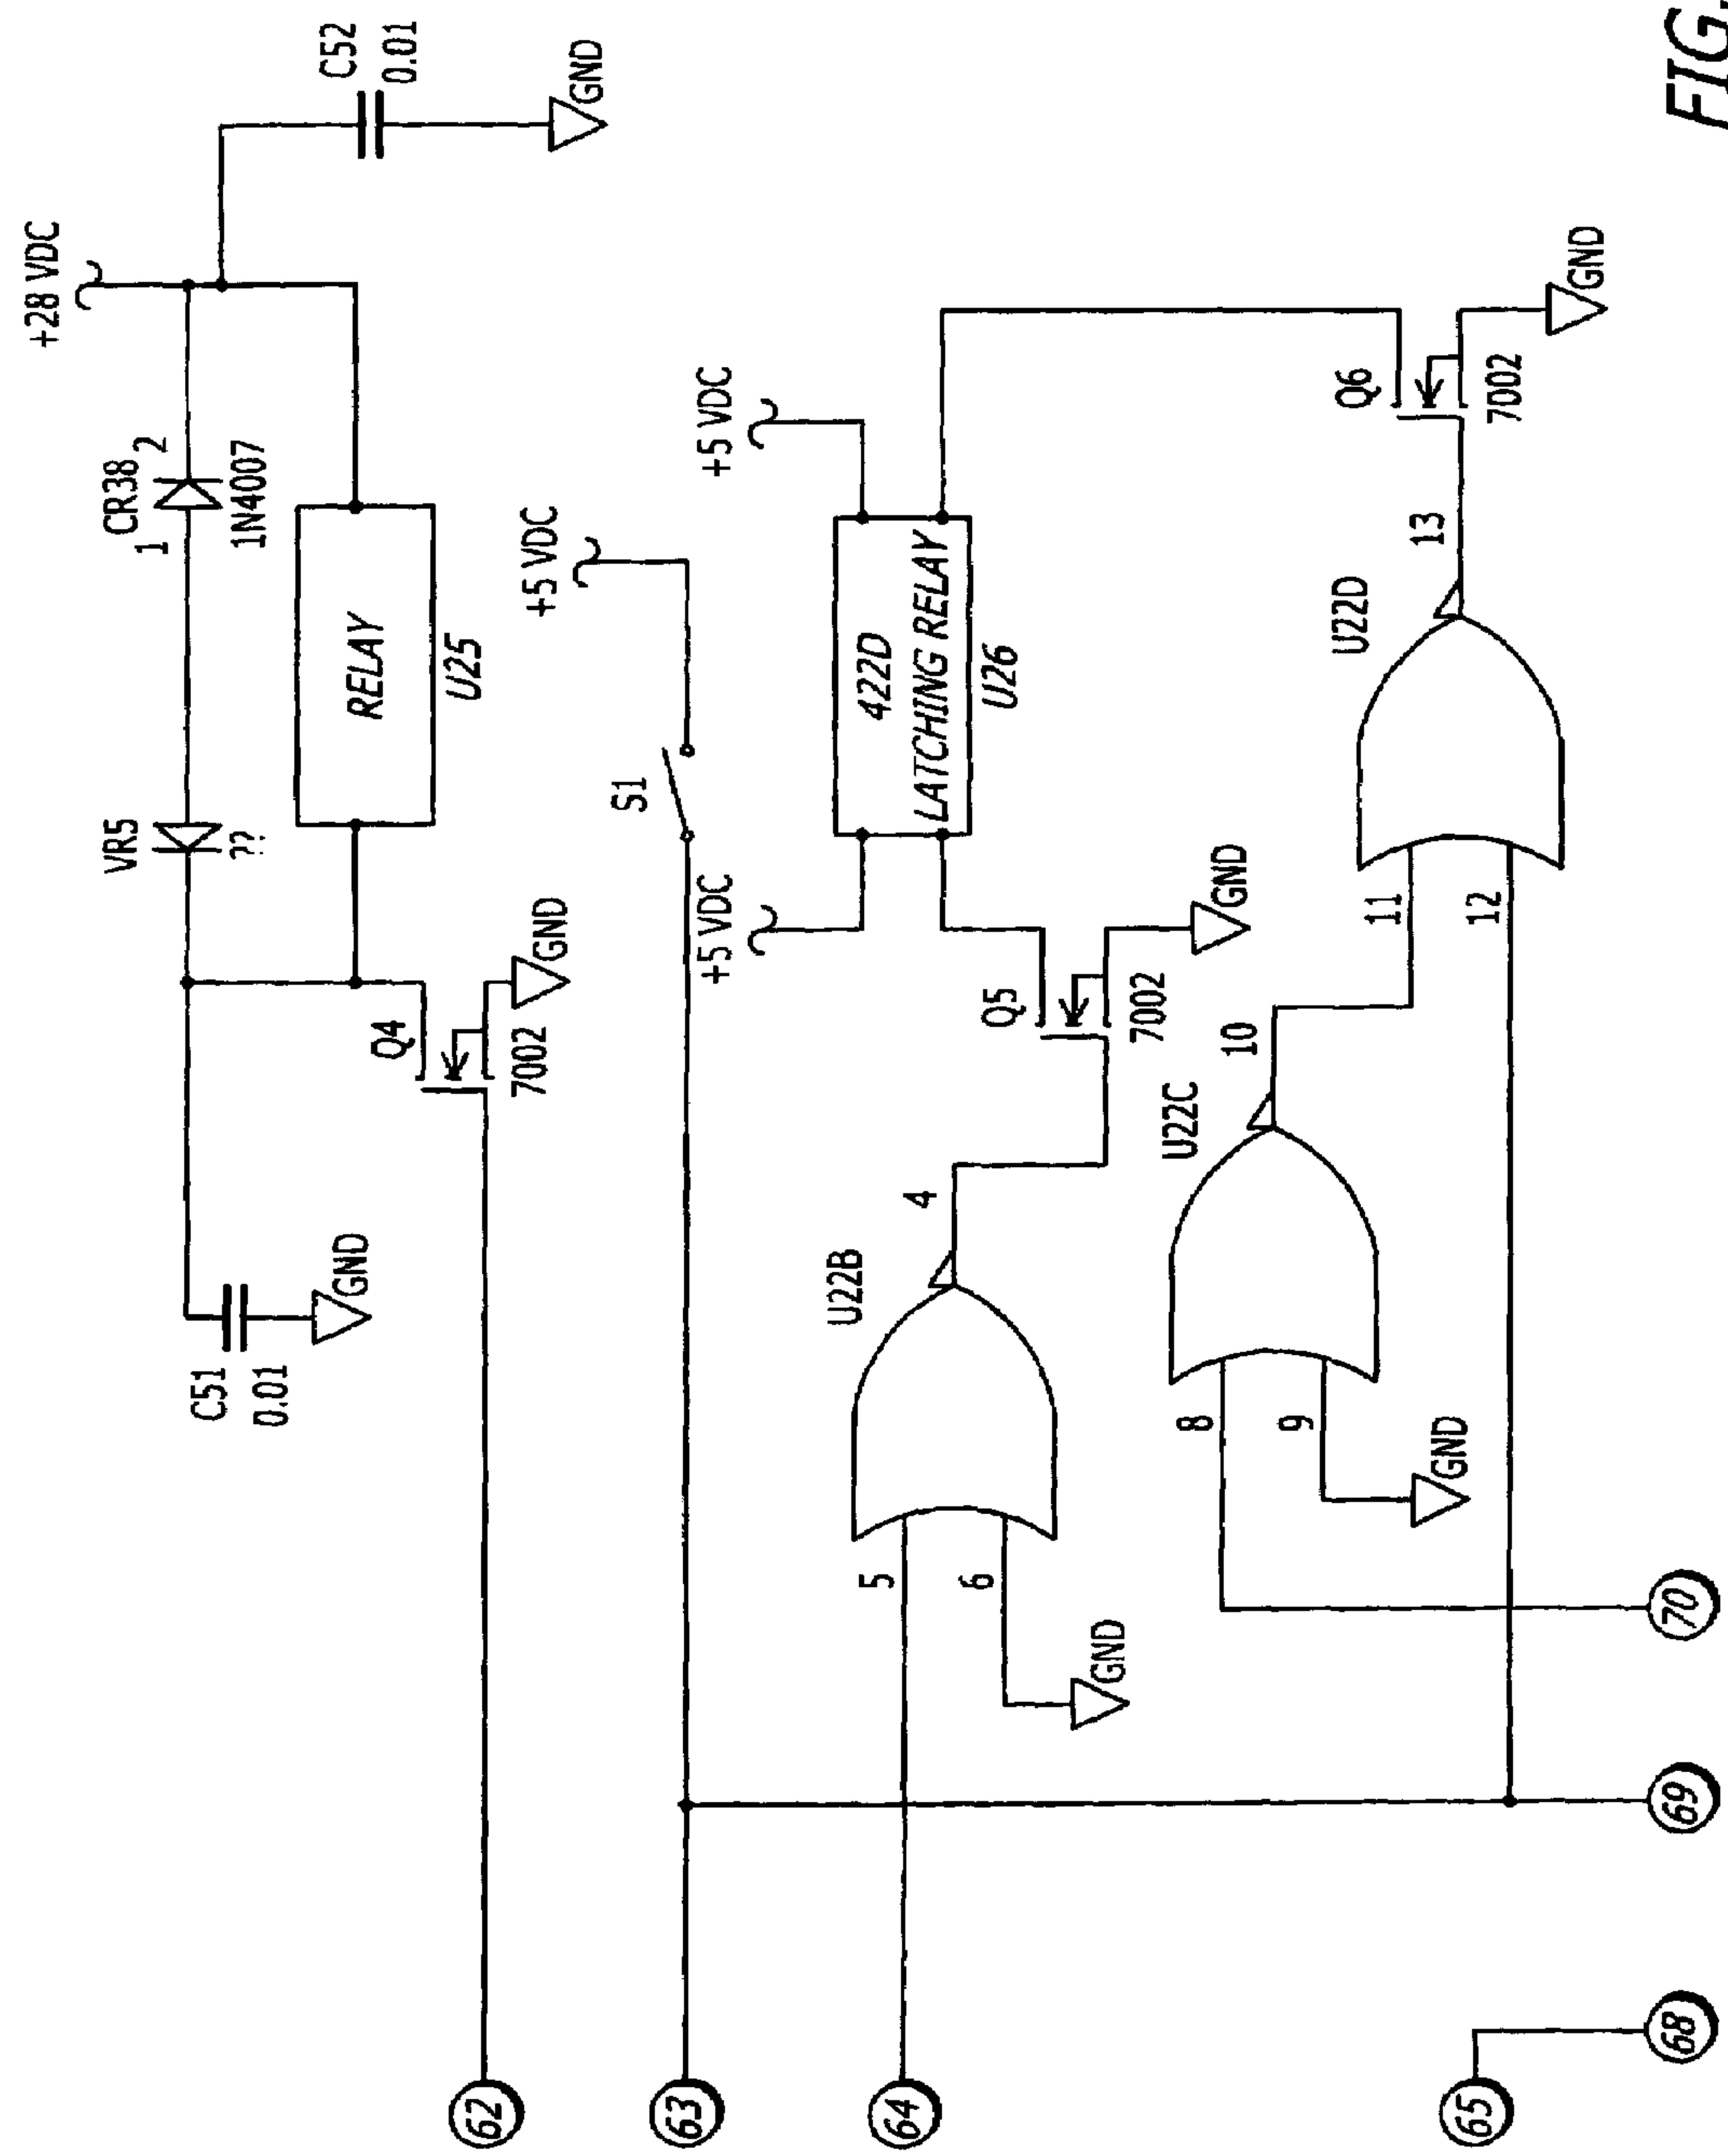 +28 VDC
C52
0.01
GND
CR38
1
2
1N4007
VR5
??
RELAY
U25
C51
0.01
GND
Q4
7002
GND
62
+5 VDC
S1
63
+5 VDC
+5 VDC
422D
LATCHING RELAY
U26
Q5
7002
GND
Q6
7002
GND
U22B
5
6
4
GND
64
U22C
8
9
10
GND
U22D
11
12
13
65
68
69
70
FIG.